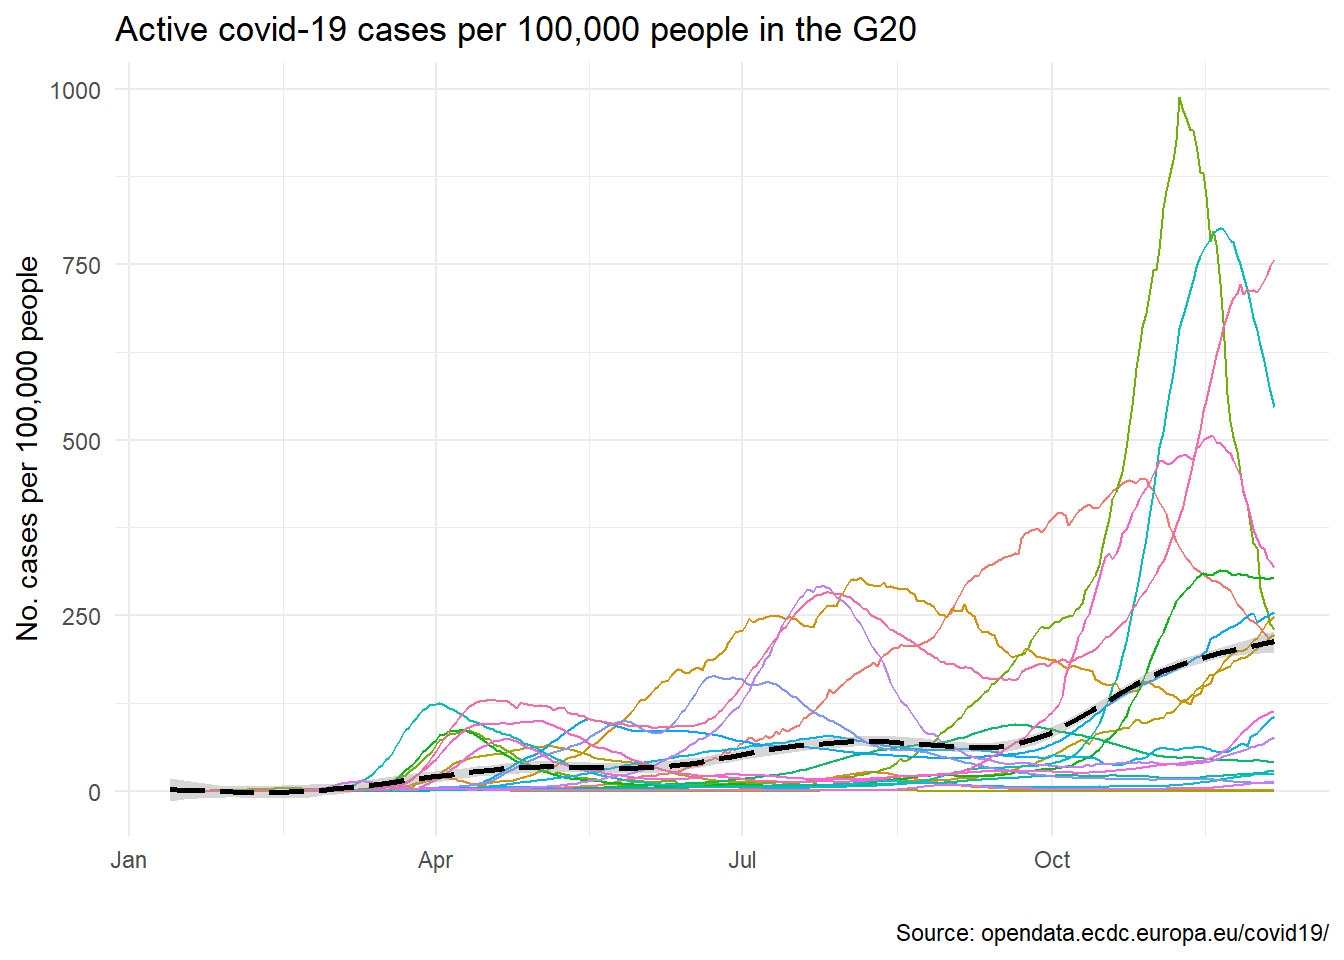 Active covid-19 cases per 100,000 people in the G20
No. cases per 100,000 people
1000
750
500
250
0
Jan
Apr
Jul
Oct
Source: opendata.ecdc.europa.eu/covid19/